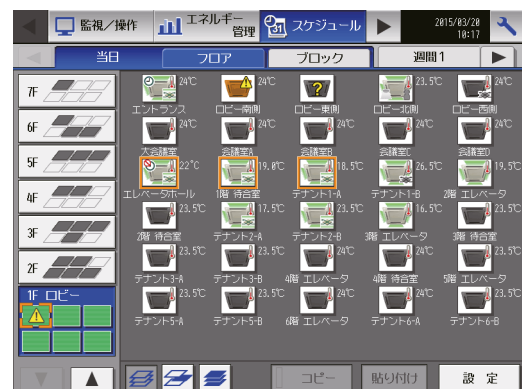 監視／操作 エネルギー管理 スケジュール 2015/03/20 10:17
当日 フロア ブロック 週間1
7F
6F
5F
4F
3F
2F
1F ロビー
24℃ 24℃ 24℃ 23.5℃ 24℃
エントランス ロビー南側 ロビー東側 ロビー北側 ロビー西側
24℃ 24℃ 24℃ 24℃ 24℃
大会議室 会議室A 会議室B 会議室C 会議室D
22℃ 19.0℃ 18.5℃ 26.5℃ 19.5℃
エレベータホール 1階 待合室 テナント1-A テナント1-B 2階 エレベータ
23.5℃ 17.5℃ 23.5℃ 16.5℃ 23.5℃
2階 待合室 テナント2-A テナント2-B 3階 エレベータ 3階 待合室
23.5℃ 23.5℃ 24℃ 24℃ 23.5℃
テナント3-A テナント3-B 4階 エレベータ 4階 待合室 5階 エレベータ
23.5℃ 23.5℃ 24℃ 24℃ 23.5℃
テナント5-A テナント5-B 6階 エレベータ テナント6-A テナント6-B
コピー 貼り付け 設 定